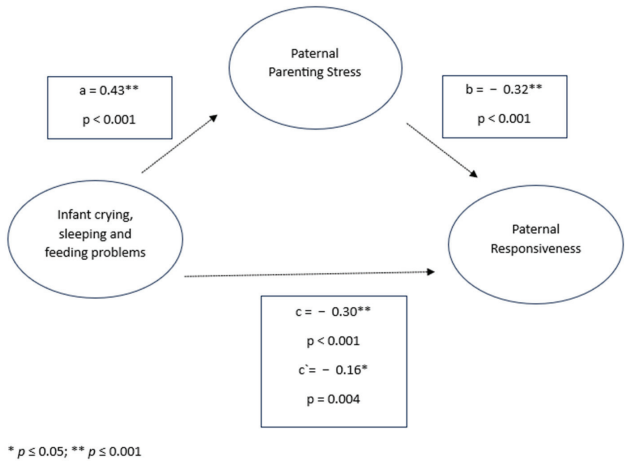 Paternal
Parenting Stress
a = 0.43**
p < 0.001
b = − 0.32**
p < 0.001
Infant crying,
sleeping and
feeding problems
Paternal
Responsiveness
c = − 0.30**
p < 0.001
c`= − 0.16*
p = 0.004
* p ≤ 0.05; ** p ≤ 0.001